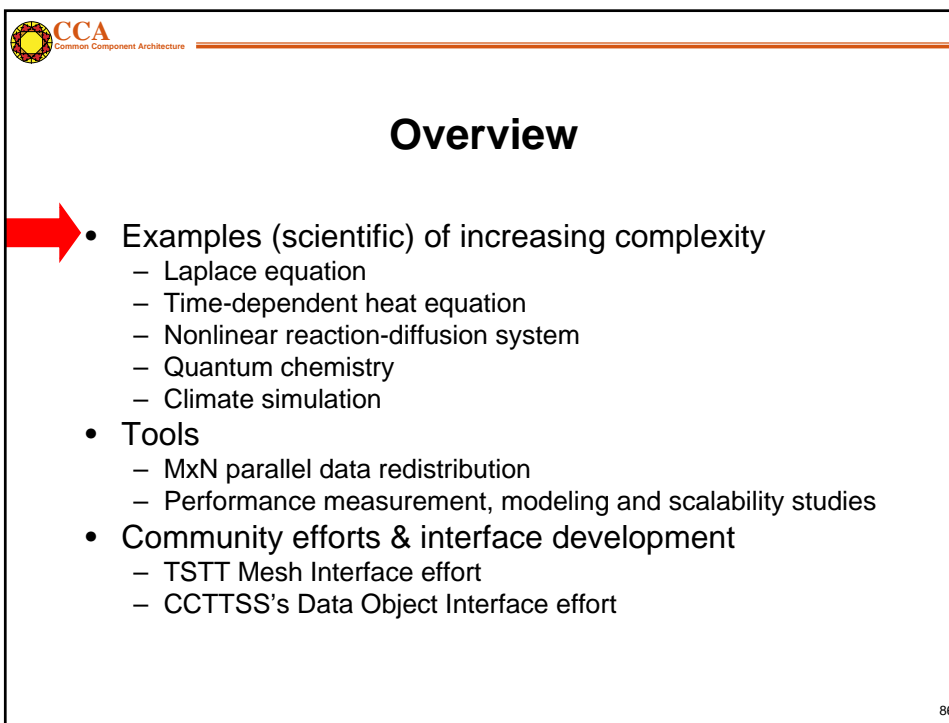 CCA
Common Component Architecture
Overview
• Examples (scientific) of increasing complexity
– Laplace equation
– Time-dependent heat equation
– Nonlinear reaction-diffusion system
– Quantum chemistry
– Climate simulation
• Tools
– MxN parallel data redistribution
– Performance measurement, modeling and scalability studies
• Community efforts & interface development
– TSTT Mesh Interface effort
– CCTTSS’s Data Object Interface effort